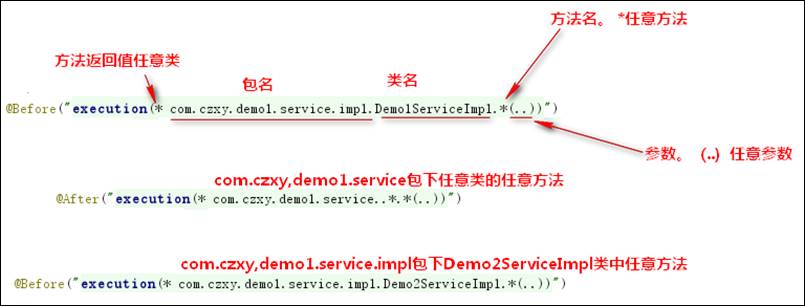 方法名。 *任意方法
方法返回值任意类
包名
类名
@Before("execution(* com.czxy.demo1.service.impl.Demo1ServiceImpl.*(..))")
参数。 (..) 任意参数
com.czxy,demo1.service包下任意类的任意方法
@After("execution(* com.czxy.demo1.service..*.*(..))")
com.czxy,demo1.service.impl包下Demo2ServiceImpl类中任意方法
@Before("execution(* com.czxy.demo1.service.impl.Demo2ServiceImpl.*(..))")